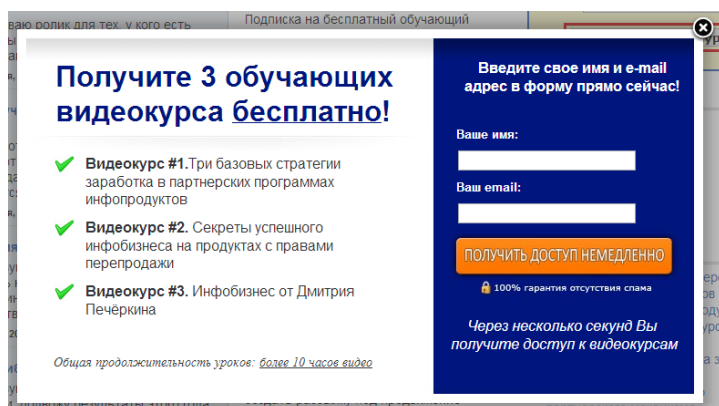 ваю ролик для тех, у кого есть
Подписка на бесплатный обучающий
Получите 3 обучающих
видеокурса бесплатно!
Видеокурс #1.Три базовых стратегии
заработка в партнерских программах
инфопродуктов
Видеокурс #2. Секреты успешного
инфобизнеса на продуктах с правами
перепродажи
Видеокурс #3. Инфобизнес от Дмитрия
Печёркина
Общая продолжительность уроков: более 10 часов видео
Введите свое имя и e-mail
адрес в форму прямо сейчас!
Ваше имя:
Ваш email:
ПОЛУЧИТЬ ДОСТУП НЕМЕДЛЕННО
100% гарантия отсутствия спама
Через несколько секунд Вы
получите доступ к видеокурсам